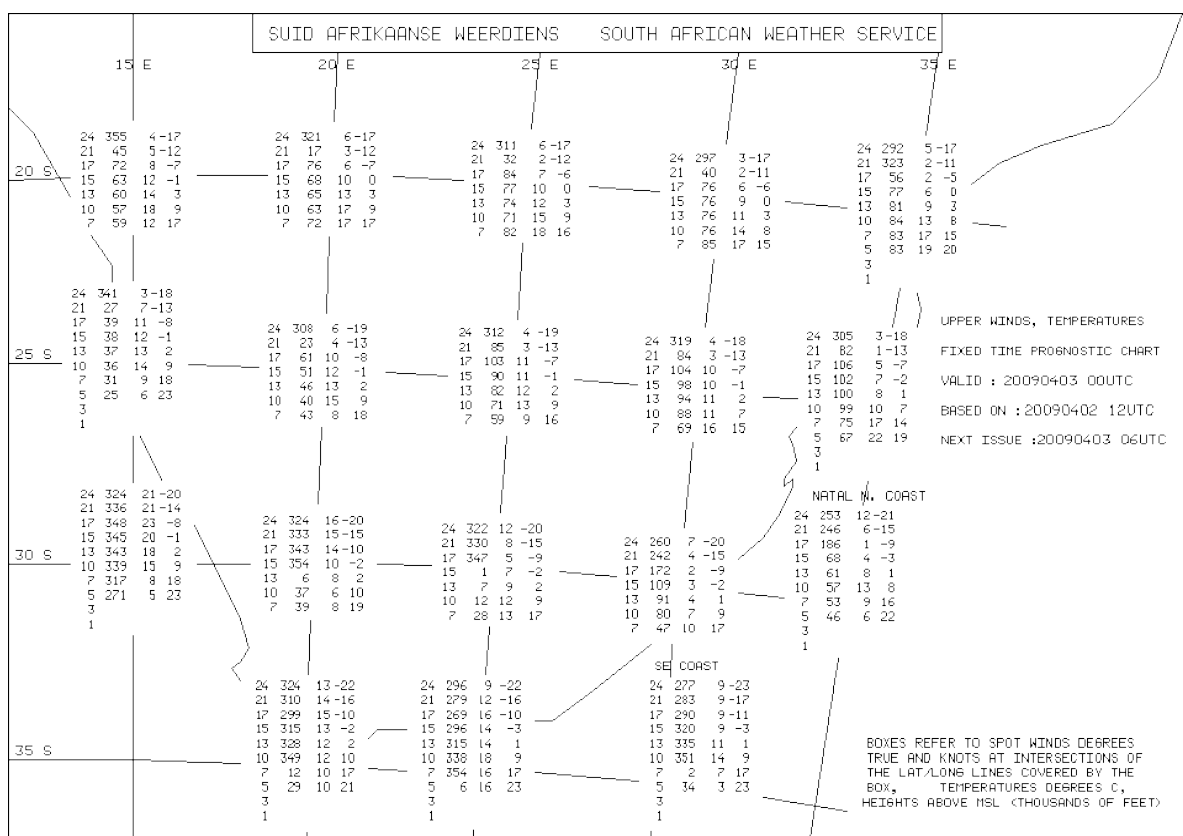 SUID AFRIKAANSE WEERDIENS SOUTH AFRICAN WEATHER SERVICE
15 E 20 E 25 E 30 E 35 E
20 S
24 355 4 -17
21 45 5 -12
17 72 8 -7
15 63 12 -1
13 60 14 3
10 57 18 9
7 59 12 17
24 321 6 -17
21 17 3 -12
17 76 6 -7
15 68 10 0
13 65 13 3
10 63 17 9
7 72 17 17
24 311 6 -17
21 32 2 -12
17 84 7 -6
15 77 10 0
13 74 12 3
10 71 15 9
7 82 18 16
24 297 3 -17
21 40 2 -11
17 76 6 -6
15 76 9 0
13 76 11 3
10 76 14 8
7 85 17 15
24 292 5 -17
21 323 2 -11
17 56 2 -5
15 77 6 0
13 81 9 3
10 84 13 8
7 83 17 15
5 83 19 20
3
1
25 S
24 341 3 -18
21 27 7 -13
17 39 11 -8
15 38 12 -1
13 37 13 2
10 36 14 9
7 31 9 18
5 25 6 23
3
1
24 308 6 -19
21 23 4 -13
17 61 10 -8
15 51 12 -1
13 46 13 2
10 40 15 9
7 43 8 18
24 312 4 -19
21 85 3 -13
17 103 11 -7
15 90 11 -1
13 82 12 2
10 71 13 9
7 59 9 16
24 319 4 -18
21 84 3 -13
17 104 10 -7
15 98 10 -1
13 94 11 2
10 88 11 7
7 69 16 15
24 305 3 -18
21 82 1 -13
17 106 5 -7
15 102 7 -2
13 100 8 1
10 99 10 7
7 75 17 14
5 67 22 19
3
1
UPPER WINDS, TEMPERATURES
FIXED TIME PROGNOSTIC CHART
VALID : 20090403 00UTC
BASED ON :20090402 12UTC
NEXT ISSUE :20090403 06UTC
30 S
24 324 21 -20
21 336 21 -14
17 348 23 -8
15 345 20 -1
13 343 18 2
10 339 15 9
7 317 8 18
5 271 5 23
3
1
24 324 16 -20
21 333 15 -15
17 343 14 -10
15 354 10 -2
13 6 8 2
10 37 6 10
7 39 8 19
24 322 12 -20
21 330 8 -15
17 347 5 -9
15 1 7 -2
13 7 9 2
10 12 12 9
7 28 13 17
24 260 7 -20
21 242 4 -15
17 172 2 -9
15 109 3 -2
13 91 4 1
10 80 7 9
7 47 10 17
NATAL N. COAST
24 253 12 -21
21 246 6 -15
17 186 1 -9
15 68 4 -3
13 61 8 1
10 57 13 8
7 53 9 16
5 46 6 22
3
1
35 S
24 324 13 -22
21 310 14 -16
17 299 15 -10
15 315 13 -2
13 328 12 2
10 349 12 10
7 12 10 17
5 29 10 21
3
1
24 296 9 -22
21 279 12 -16
17 269 16 -10
15 296 14 -3
13 315 14 1
10 338 18 9
7 354 16 17
5 6 16 23
3
1
SE COAST
24 277 9 -23
21 283 9 -17
17 290 9 -11
15 320 9 -3
13 335 11 1
10 351 14 9
7 2 7 17
5 34 3 23
3
1
BOXES REFER TO SPOT WINDS DEGREES
TRUE AND KNOTS AT INTERSECTIONS OF
THE LAT/LONG LINES COVERED BY THE
BOX, TEMPERATURES DEGREES C,
HEIGHTS ABOVE MSL (THOUSANDS OF FEET)